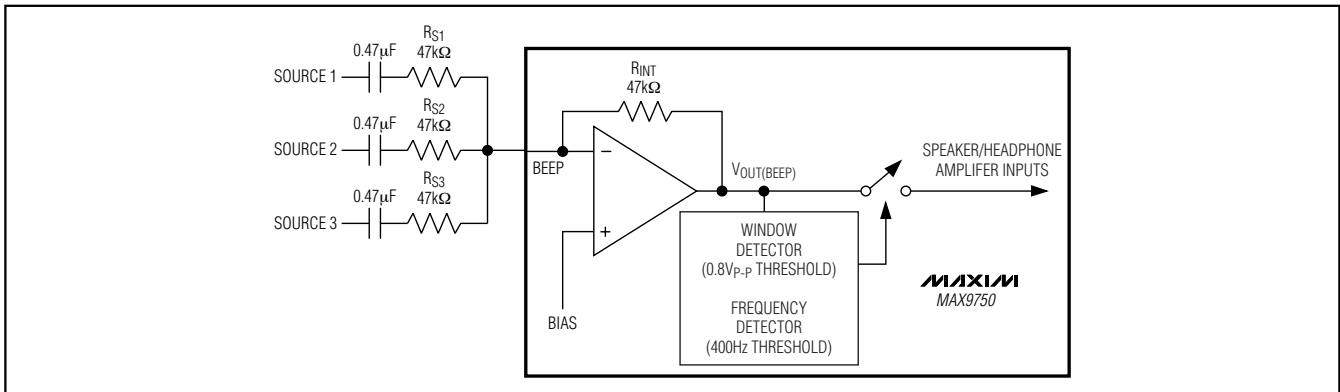 RS1
47kΩ
0.47µF
SOURCE 1
RS2
47kΩ
0.47µF
SOURCE 2
RS3
47kΩ
0.47µF
SOURCE 3
RINT
47kΩ
BEEP
−
+
BIAS
VOUT(BEEP)
WINDOW
DETECTOR
(0.8VP-P THRESHOLD)
FREQUENCY
DETECTOR
(400Hz THRESHOLD)
SPEAKER/HEADPHONE
AMPLIFER INPUTS
MAXIM
MAX9750